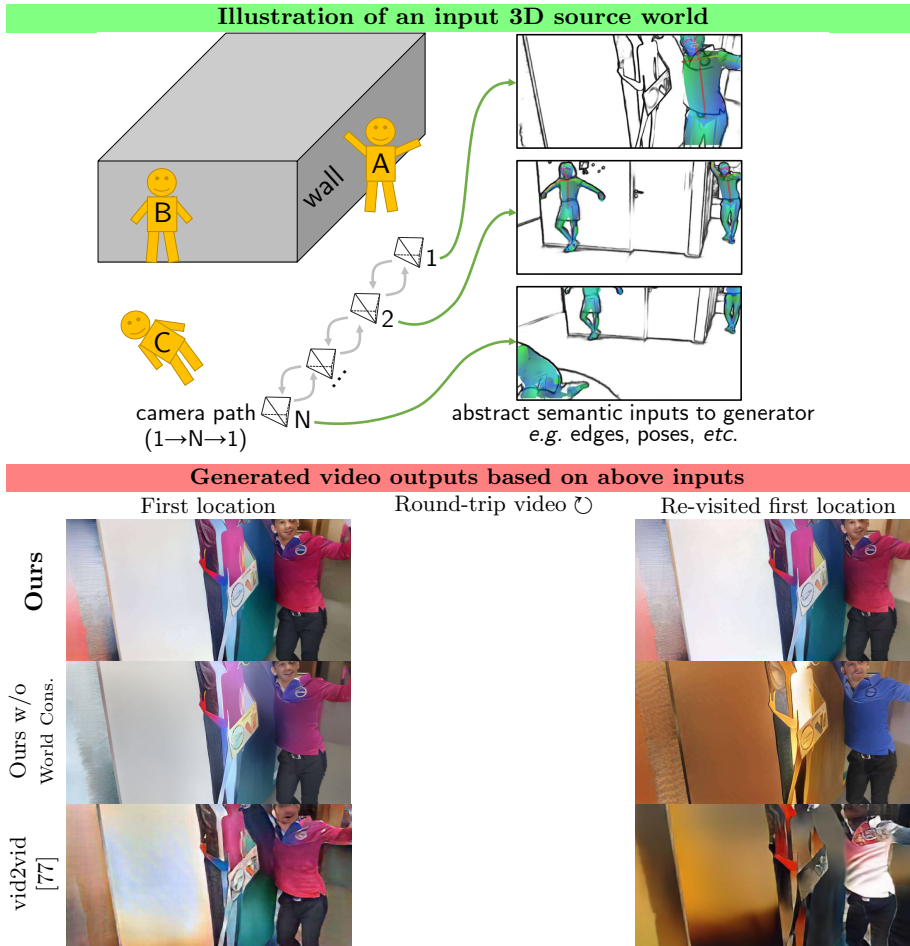 Illustration of an input 3D source world
A
wall
B
1
2
C
...
N
camera path
(1→N→1)
abstract semantic inputs to generator
e.g. edges, poses, etc.
Generated video outputs based on above inputs
First location
Round-trip video ↻
Re-visited first location
Ours
Ours w/o
World Cons.
vid2vid
[77]